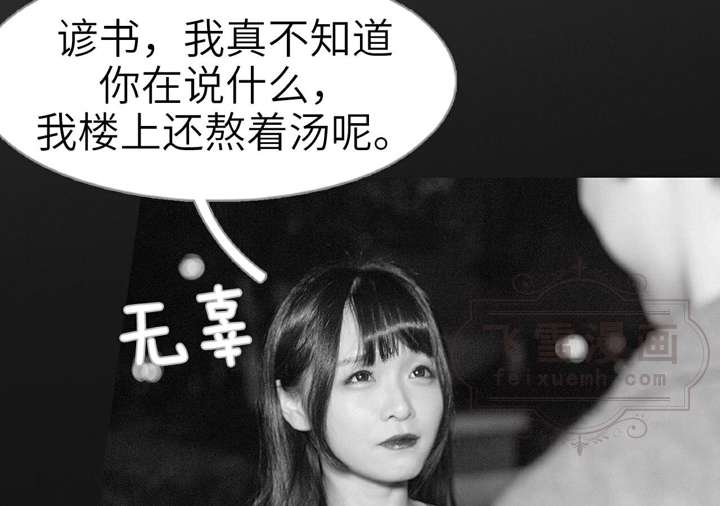 谚书，我真不知道
你在说什么，
我楼上还熬着汤呢。
无辜
飞雪漫画
feixuemh.com